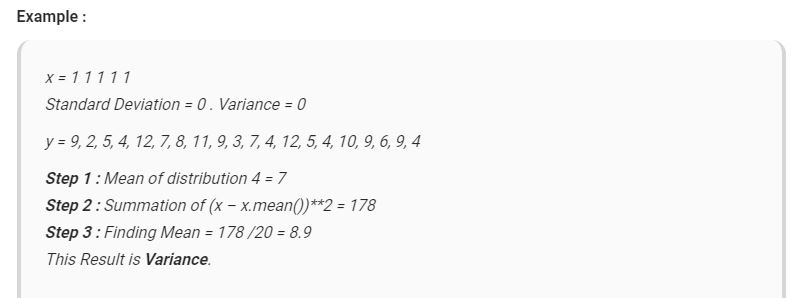 Example :
x = 1 1 1 1 1
Standard Deviation = 0 . Variance = 0
y = 9, 2, 5, 4, 12, 7, 8, 11, 9, 3, 7, 4, 12, 5, 4, 10, 9, 6, 9, 4
Step 1 : Mean of distribution 4 = 7
Step 2 : Summation of (x – x.mean())**2 = 178
Step 3 : Finding Mean = 178 /20 = 8.9
This Result is Variance.